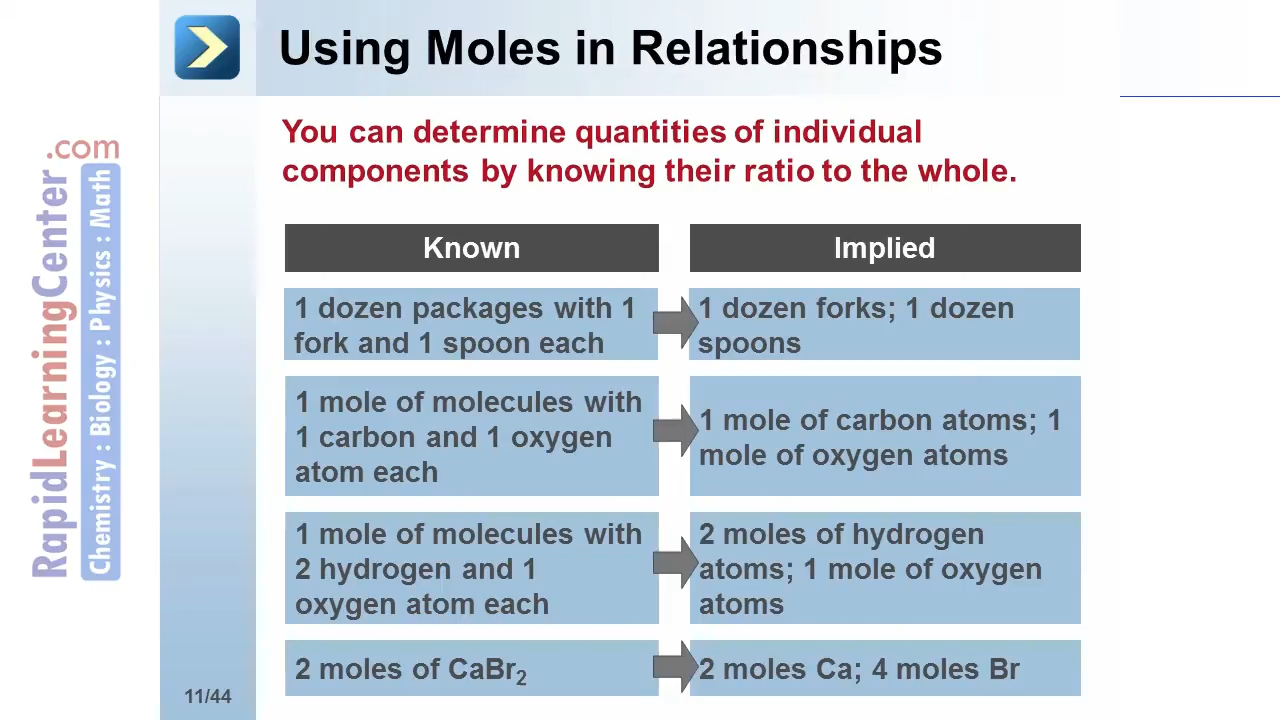 Using Moles in Relationships
You can determine quantities of individual
components by knowing their ratio to the whole.
Known
Implied
1 dozen packages with 1
fork and 1 spoon each
1 dozen forks; 1 dozen
spoons
1 mole of molecules with
1 carbon and 1 oxygen
atom each
1 mole of carbon atoms; 1
mole of oxygen atoms
1 mole of molecules with
2 hydrogen and 1
oxygen atom each
2 moles of hydrogen
atoms; 1 mole of oxygen
atoms
2 moles of CaBr₂
2 moles Ca; 4 moles Br
11/44
RapidLearningCenter.com
Chemistry : Biology : Physics : Math